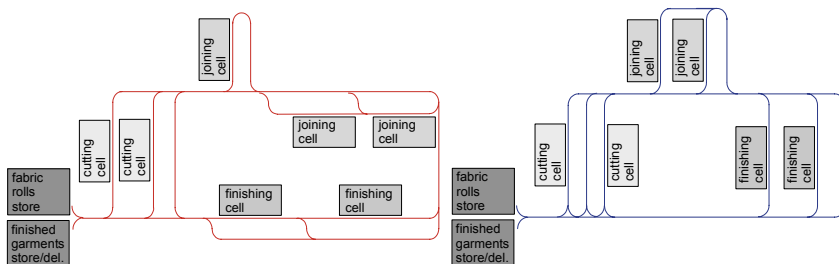 joining
cell
cutting
cell
cutting
cell
joining
cell
joining
cell
finishing
cell
finishing
cell
fabric
rolls
store
finished
garments
store/del.
joining
cell
joining
cell
cutting
cell
cutting
cell
finishing
cell
finishing
cell
fabric
rolls
store
finished
garments
store/del.